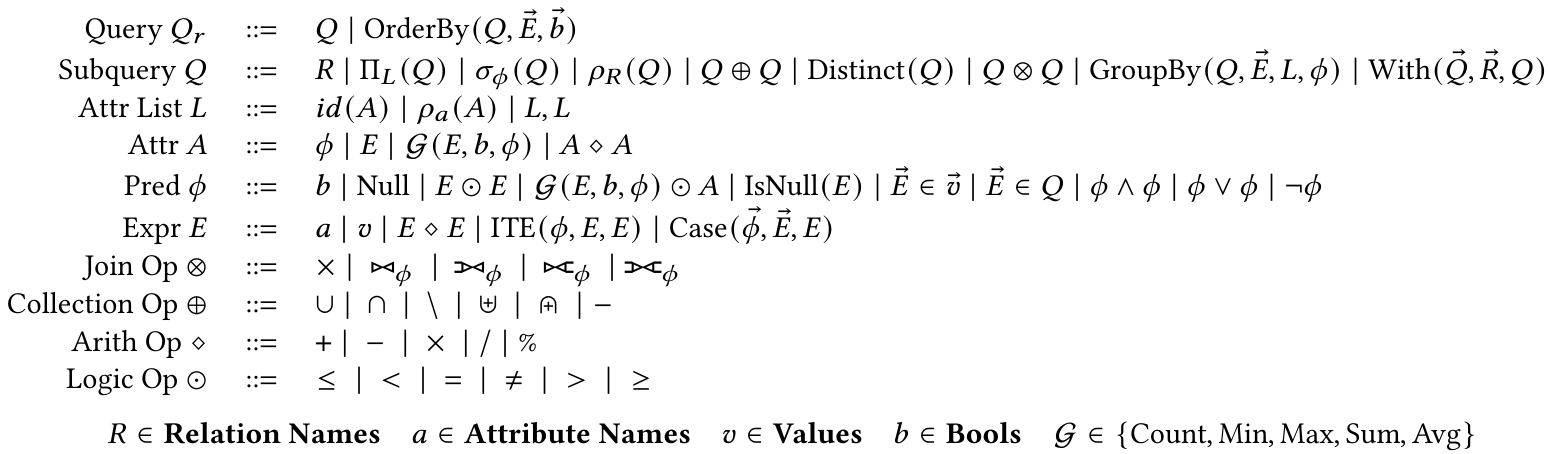 Query Q_r ::= Q | OrderBy(Q, E⃗, b⃗)
Subquery Q ::= R | Π_L(Q) | σ_ϕ(Q) | ρ_R(Q) | Q ⊕ Q | Distinct(Q) | Q ⊗ Q | GroupBy(Q, E⃗, L, ϕ) | With(Q⃗, R⃗, Q)
Attr List L ::= id(A) | ρ_a(A) | L, L
Attr A ::= ϕ | E | 𝒢(E, b, ϕ) | A ⋄ A
Pred ϕ ::= b | Null | E ⊙ E | 𝒢(E, b, ϕ) ⊙ A | IsNull(E) | E⃗ ∈ v⃗ | E⃗ ∈ Q | ϕ ∧ ϕ | ϕ ∨ ϕ | ¬ϕ
Expr E ::= a | v | E ⋄ E | ITE(ϕ, E, E) | Case(ϕ⃗, E⃗, E)
Join Op ⊗ ::= × | ⋈_ϕ | ⟕_ϕ | ⟖_ϕ | ⟗_ϕ
Collection Op ⊕ ::= ∪ | ∩ | \ | ⊎ | ⩀ | −
Arith Op ⋄ ::= + | − | × | / | %
Logic Op ⊙ ::= ≤ | < | = | ≠ | > | ≥
R ∈ Relation Names a ∈ Attribute Names v ∈ Values b ∈ Bools 𝒢 ∈ {Count, Min, Max, Sum, Avg}